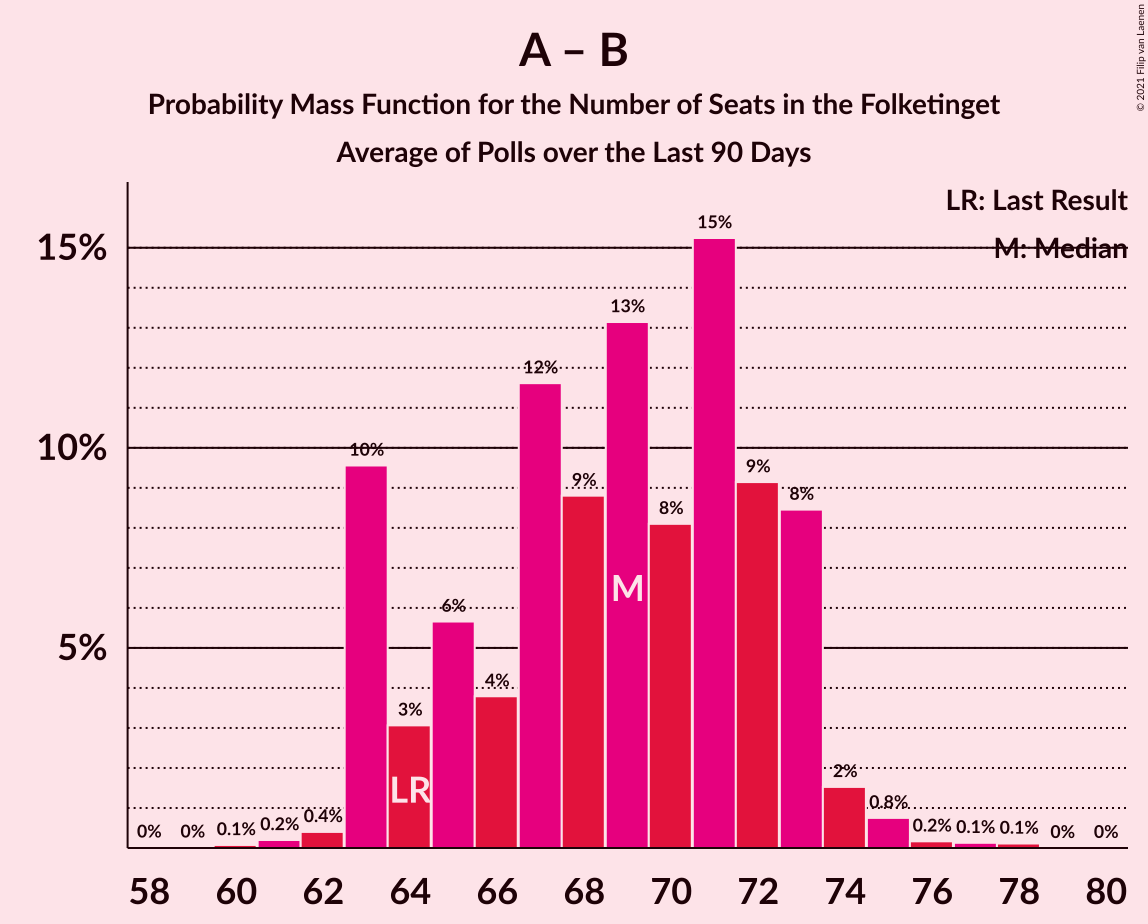 A – B
Probability Mass Function for the Number of Seats in the Folketinget
Average of Polls over the Last 90 Days
© 2021 Filip van Laenen
LR: Last Result
M: Median
15%
10%
5%
0% 0% 0.1% 0.2% 0.4% 10% 3% 6% 4% 12% 9% 13% 8% 15% 9% 8% 2% 0.8% 0.2% 0.1% 0.1% 0% 0%
M
LR
58 60 62 64 66 68 70 72 74 76 78 80